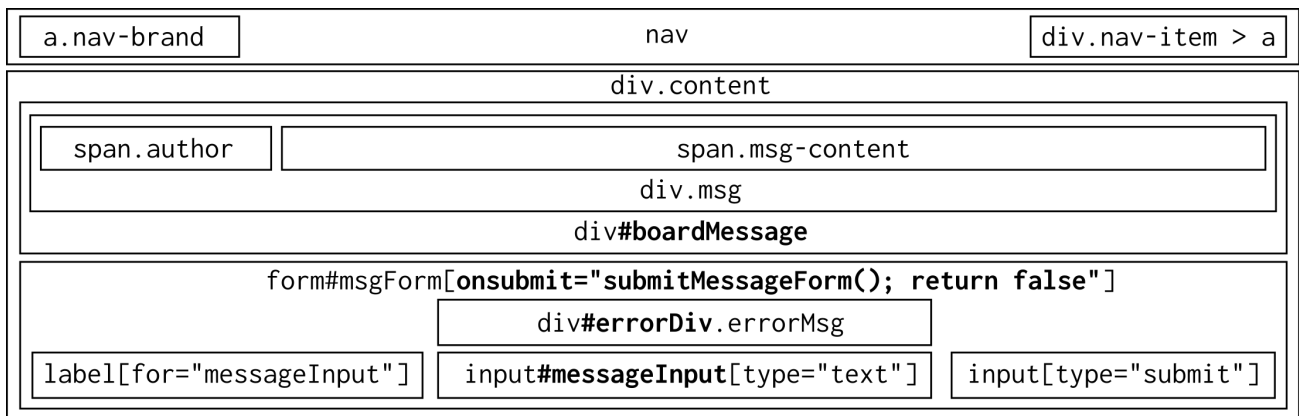 a.nav-brand nav div.nav-item > a
div.content
span.author span.msg-content
div.msg
div#boardMessage
form#msgForm[onsubmit="submitMessageForm(); return false"]
div#errorDiv.errorMsg
label[for="messageInput"] input#messageInput[type="text"] input[type="submit"]